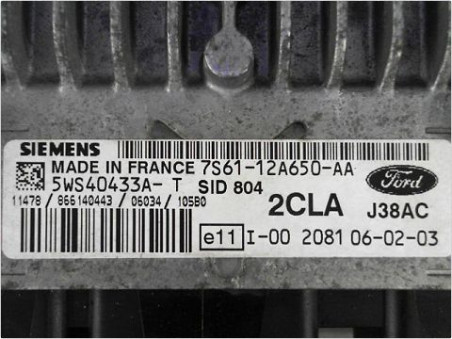 SIEMENS
MADE IN FRANCE 7S61-12A650-AA
5WS40433A- T SID 804
11478 / 866140443 / 06034 / 105B0
2CLA J38AC
Ford
e11 I-00 2081 06-02-03